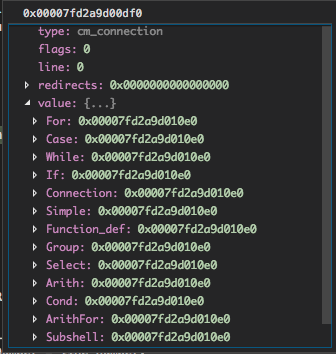 0x00007fd2a9d00df0
type: cm_connection
flags: 0
line: 0
redirects: 0x0000000000000000
value: {...}
For: 0x00007fd2a9d010e0
Case: 0x00007fd2a9d010e0
While: 0x00007fd2a9d010e0
If: 0x00007fd2a9d010e0
Connection: 0x00007fd2a9d010e0
Simple: 0x00007fd2a9d010e0
Function_def: 0x00007fd2a9d010e0
Group: 0x00007fd2a9d010e0
Select: 0x00007fd2a9d010e0
Arith: 0x00007fd2a9d010e0
Cond: 0x00007fd2a9d010e0
ArithFor: 0x00007fd2a9d010e0
Subshell: 0x00007fd2a9d010e0